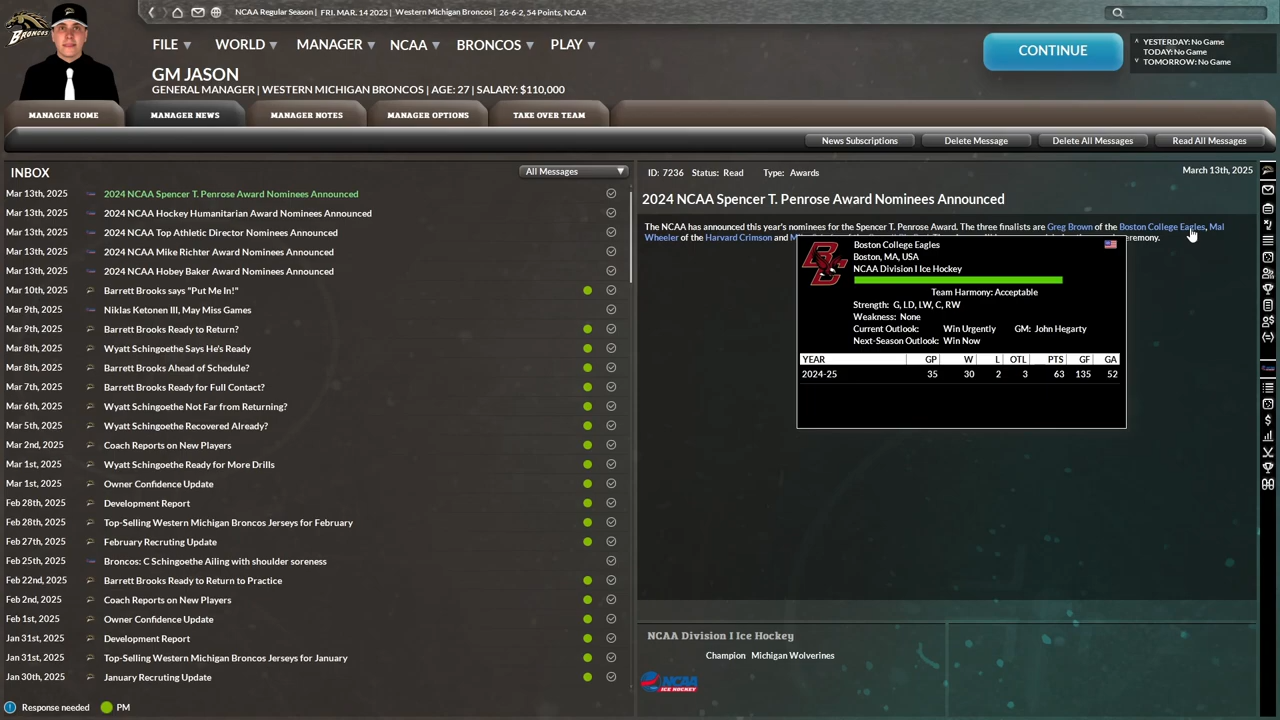 NCAA Regular Season | FRI. MAR. 14 2025 | Western Michigan Broncos | 26-6-2, 54 Points, NCAA
BRONCOS
FILE WORLD MANAGER NCAA BRONCOS PLAY
CONTINUE
YESTERDAY: No Game
TODAY: No Game
TOMORROW: No Game
GM JASON
GENERAL MANAGER | WESTERN MICHIGAN BRONCOS | AGE: 27 | SALARY: $110,000
MANAGER HOME MANAGER NEWS MANAGER NOTES MANAGER OPTIONS TAKE OVER TEAM
News Subscriptions Delete Message Delete All Messages Read All Messages
INBOX All Messages
Mar 13th, 2025 2024 NCAA Spencer T. Penrose Award Nominees Announced
Mar 13th, 2025 2024 NCAA Hockey Humanitarian Award Nominees Announced
Mar 13th, 2025 2024 NCAA Top Athletic Director Nominees Announced
Mar 13th, 2025 2024 NCAA Mike Richter Award Nominees Announced
Mar 13th, 2025 2024 NCAA Hobey Baker Award Nominees Announced
Mar 10th, 2025 Barrett Brooks says "Put Me In!"
Mar 9th, 2025 Niklas Ketonen III, May Miss Games
Mar 9th, 2025 Barrett Brooks Ready to Return?
Mar 8th, 2025 Wyatt Schingoethe Says He's Ready
Mar 8th, 2025 Barrett Brooks Ahead of Schedule?
Mar 7th, 2025 Barrett Brooks Ready for Full Contact?
Mar 6th, 2025 Wyatt Schingoethe Not Far from Returning?
Mar 5th, 2025 Wyatt Schingoethe Recovered Already?
Mar 2nd, 2025 Coach Reports on New Players
Mar 1st, 2025 Wyatt Schingoethe Ready for More Drills
Mar 1st, 2025 Owner Confidence Update
Feb 28th, 2025 Development Report
Feb 28th, 2025 Top-Selling Western Michigan Broncos Jerseys for February
Feb 27th, 2025 February Recruiting Update
Feb 25th, 2025 Broncos: C Schingoethe Ailing with shoulder soreness
Feb 22nd, 2025 Barrett Brooks Ready to Return to Practice
Feb 2nd, 2025 Coach Reports on New Players
Feb 1st, 2025 Owner Confidence Update
Jan 31st, 2025 Development Report
Jan 31st, 2025 Top-Selling Western Michigan Broncos Jerseys for January
Jan 30th, 2025 January Recruiting Update
Response needed PM
ID: 7236 Status: Read Type: Awards March 13th, 2025
2024 NCAA Spencer T. Penrose Award Nominees Announced
The NCAA has announced this year's nominees for the Spencer T. Penrose Award. The three finalists are Greg Brown of the Boston College Eagles, Mal
Wheeler of the Harvard Crimson and ceremony.
Boston College Eagles
Boston, MA, USA
NCAA Division I Ice Hockey
Team Harmony: Acceptable
Strength: G, LD, LW, C, RW
Weakness: None
Current Outlook: Win Urgently GM: John Hegarty
Next-Season Outlook: Win Now
YEAR GP W L OTL PTS GF GA
2024-25 35 30 2 3 63 135 52
NCAA Division I Ice Hockey
Champion Michigan Wolverines
NCAA
ICE HOCKEY